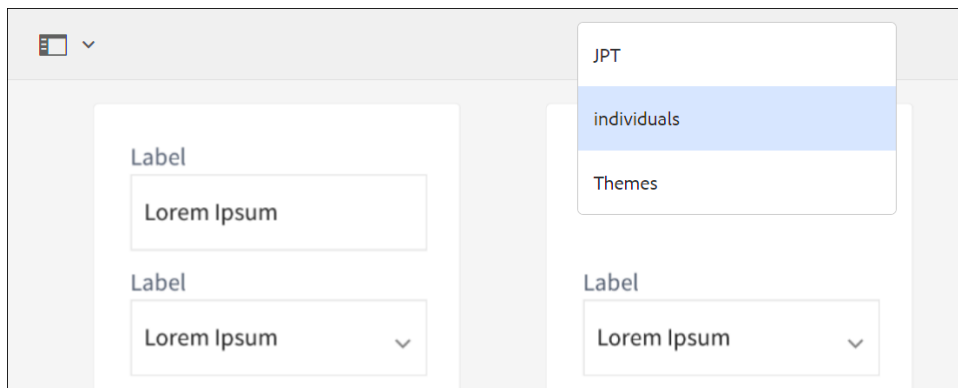 JPT
individuals
Themes
Label
Lorem Ipsum
Label
Lorem Ipsum
Label
Lorem Ipsum